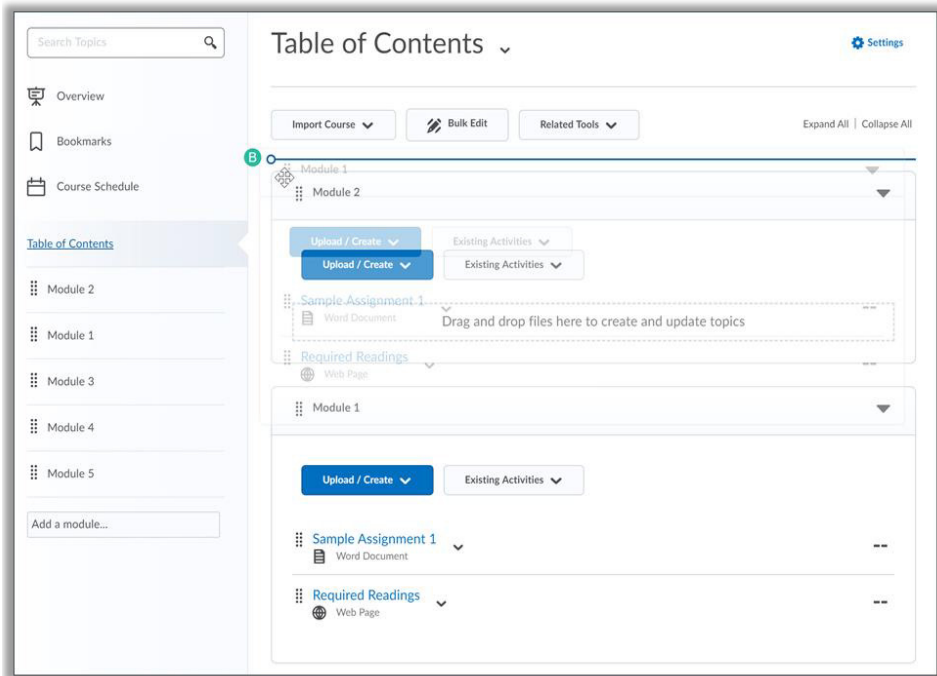 Search Topics
Overview
Bookmarks
Course Schedule
Table of Contents
Module 2
Module 1
Module 3
Module 4
Module 5
Add a module...
Table of Contents
Settings
Import Course
Bulk Edit
Related Tools
Expand All | Collapse All
B
Module 1
Module 2
Upload / Create
Existing Activities
Upload / Create
Existing Activities
Sample Assignment 1
Word Document
Drag and drop files here to create and update topics
--
Required Readings
--
Web Page
Module 1
Upload / Create
Existing Activities
Sample Assignment 1
--
Word Document
Required Readings
--
Web Page